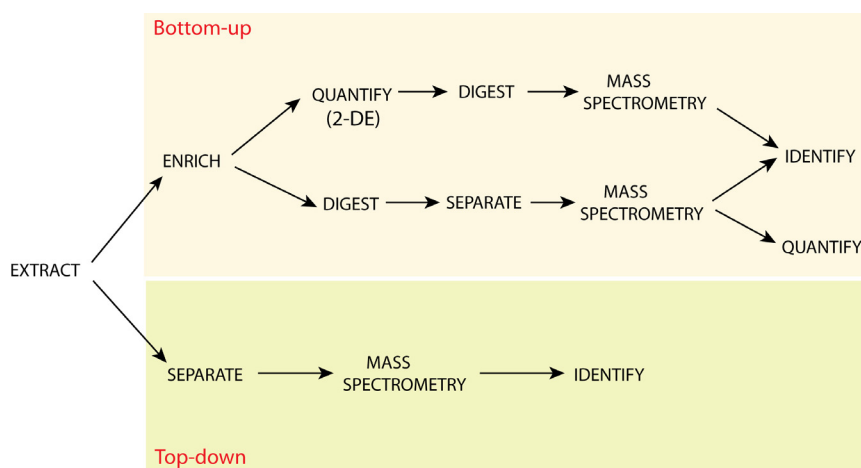 Bottom-up
QUANTIFY
(2-DE)
DIGEST
MASS
SPECTROMETRY
ENRICH
IDENTIFY
DIGEST
SEPARATE
MASS
SPECTROMETRY
QUANTIFY
EXTRACT
SEPARATE
MASS
SPECTROMETRY
IDENTIFY
Top-down